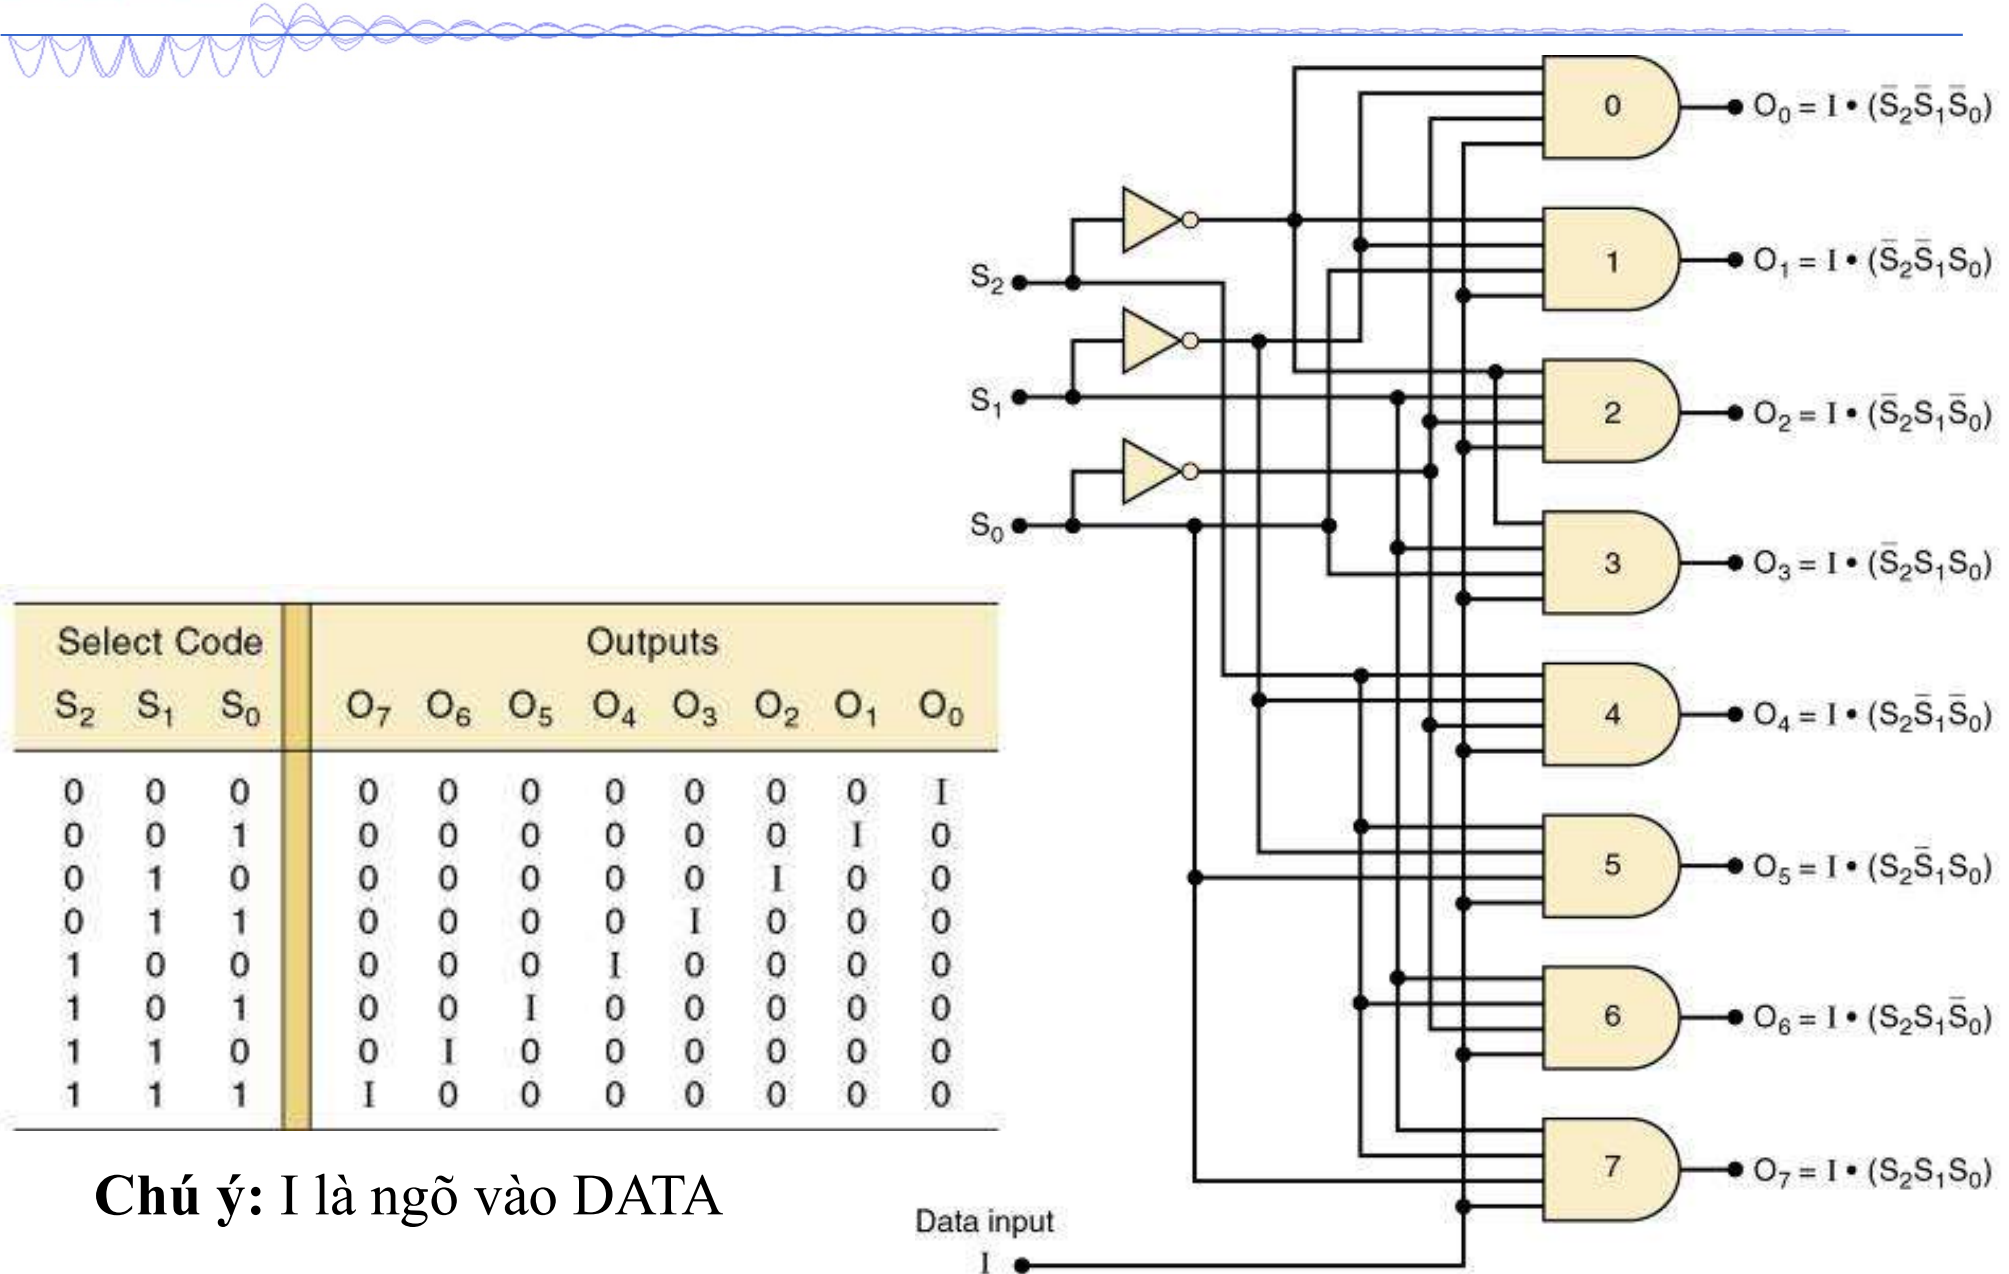 Select Code Outputs
S₂ S₁ S₀ O₇ O₆ O₅ O₄ O₃ O₂ O₁ O₀
0 0 0 0 0 0 0 0 0 0 I
0 0 1 0 0 0 0 0 0 I 0
0 1 0 0 0 0 0 0 I 0 0
0 1 1 0 0 0 0 I 0 0 0
1 0 0 0 0 0 I 0 0 0 0
1 0 1 0 0 I 0 0 0 0 0
1 1 0 0 I 0 0 0 0 0 0
1 1 1 I 0 0 0 0 0 0 0
Chú ý: I là ngõ vào DATA
S₂
S₁
S₀
Data input
I
0
O₀ = I • (S̅₂S̅₁S̅₀)
1
O₁ = I • (S̅₂S̅₁S₀)
2
O₂ = I • (S̅₂S₁S̅₀)
3
O₃ = I • (S̅₂S₁S₀)
4
O₄ = I • (S₂S̅₁S̅₀)
5
O₅ = I • (S₂S̅₁S₀)
6
O₆ = I • (S₂S₁S̅₀)
7
O₇ = I • (S₂S₁S₀)